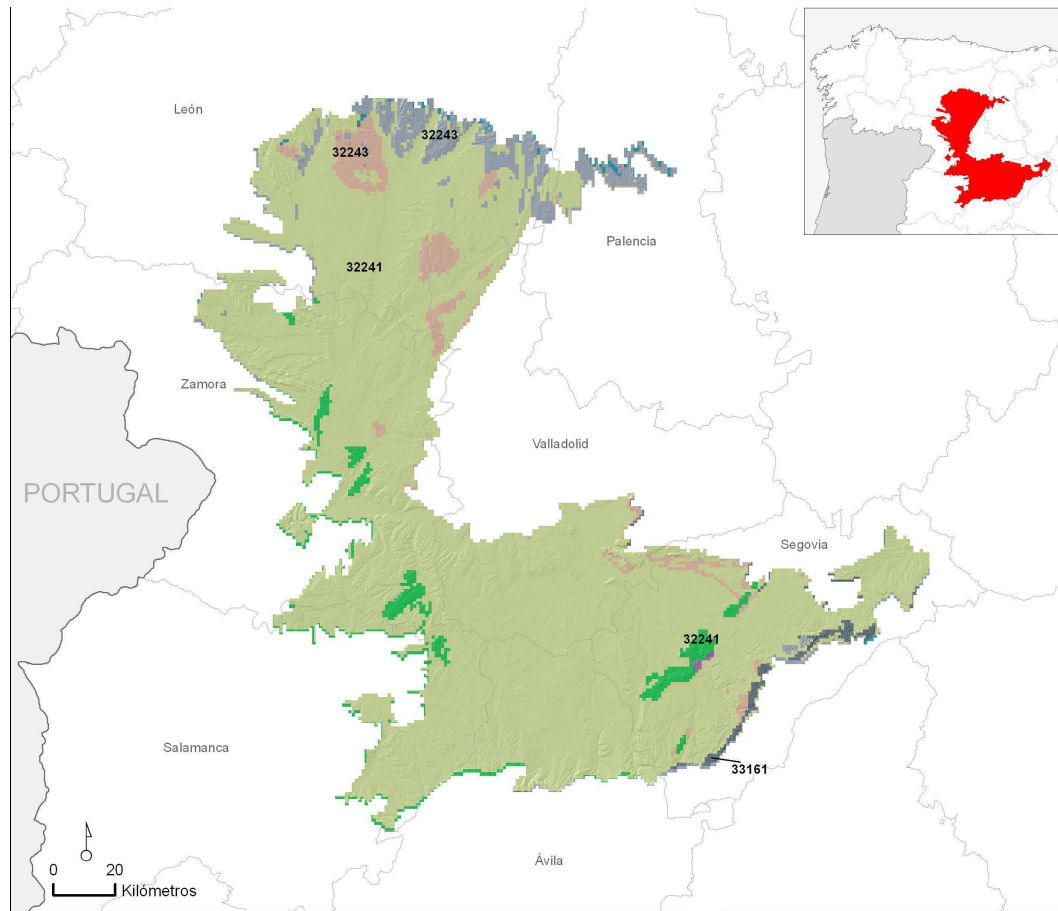 León
32243
32243
Palencia
32241
Zamora
Valladolid
PORTUGAL
Segovia
32241
Salamanca
33161
Ávila
0 20
Kilómetros